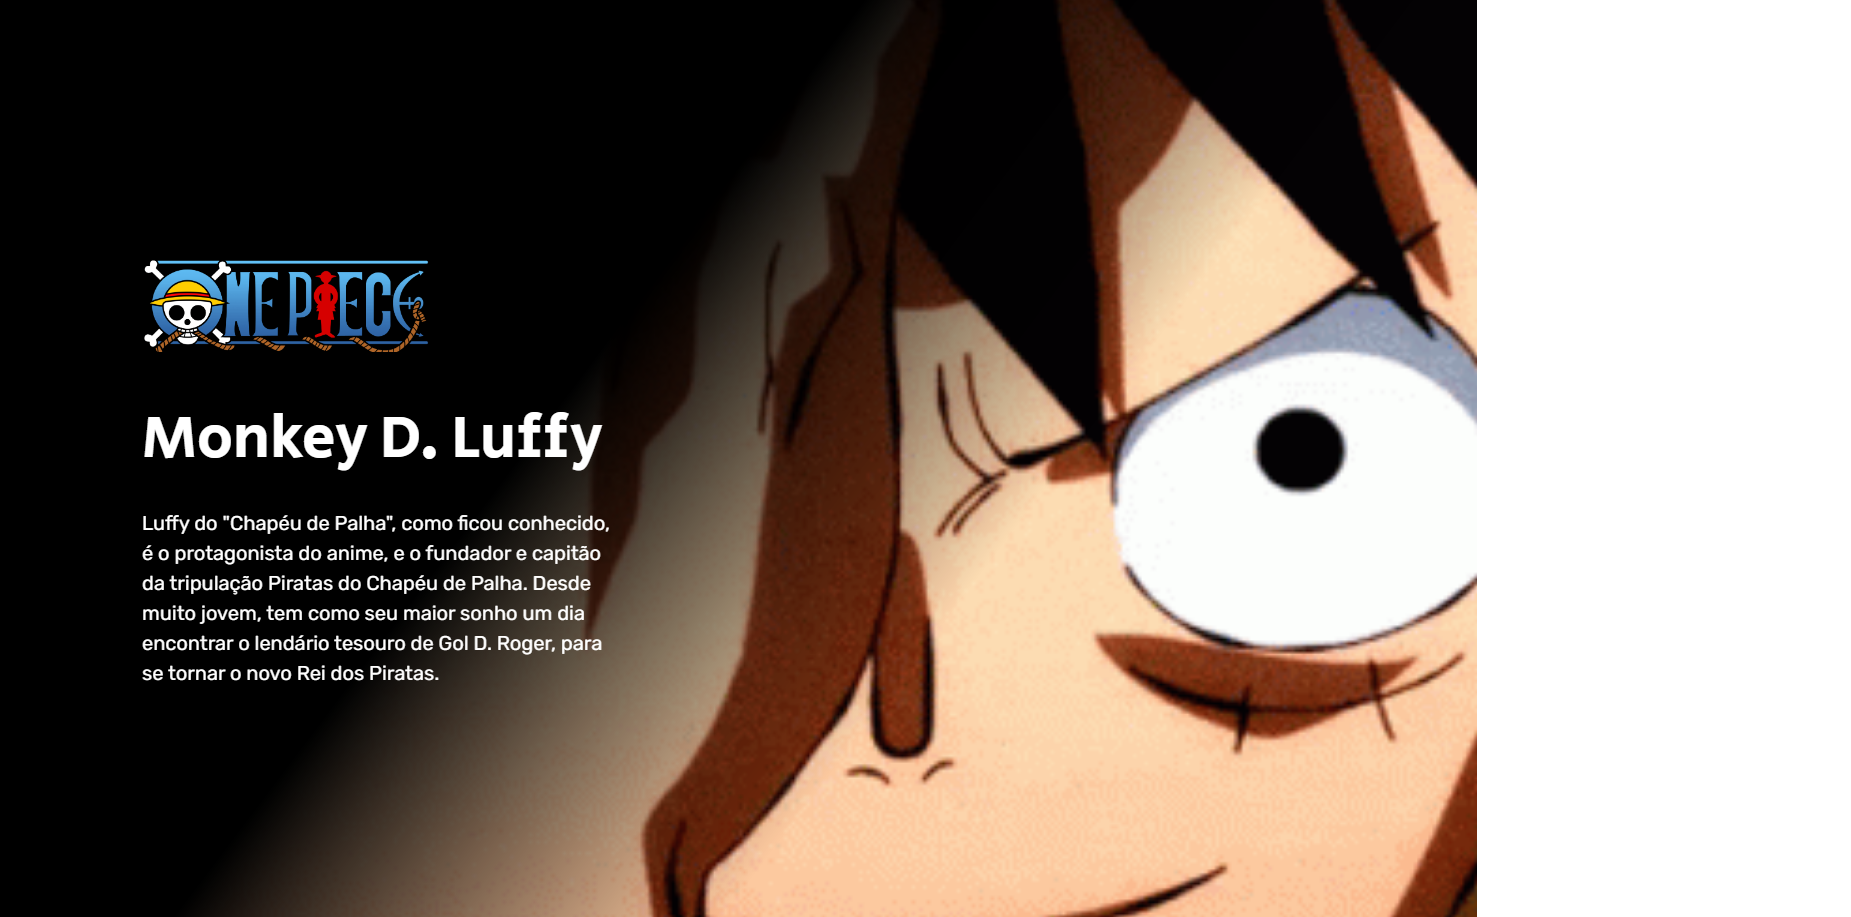 ONE PIECE
Monkey D. Luffy
Luffy do "Chapéu de Palha", como ficou conhecido,
é o protagonista do anime, e o fundador e capitão
da tripulação Piratas do Chapéu de Palha. Desde
muito jovem, tem como seu maior sonho um dia
encontrar o lendário tesouro de Gol D. Roger, para
se tornar o novo Rei dos Piratas.